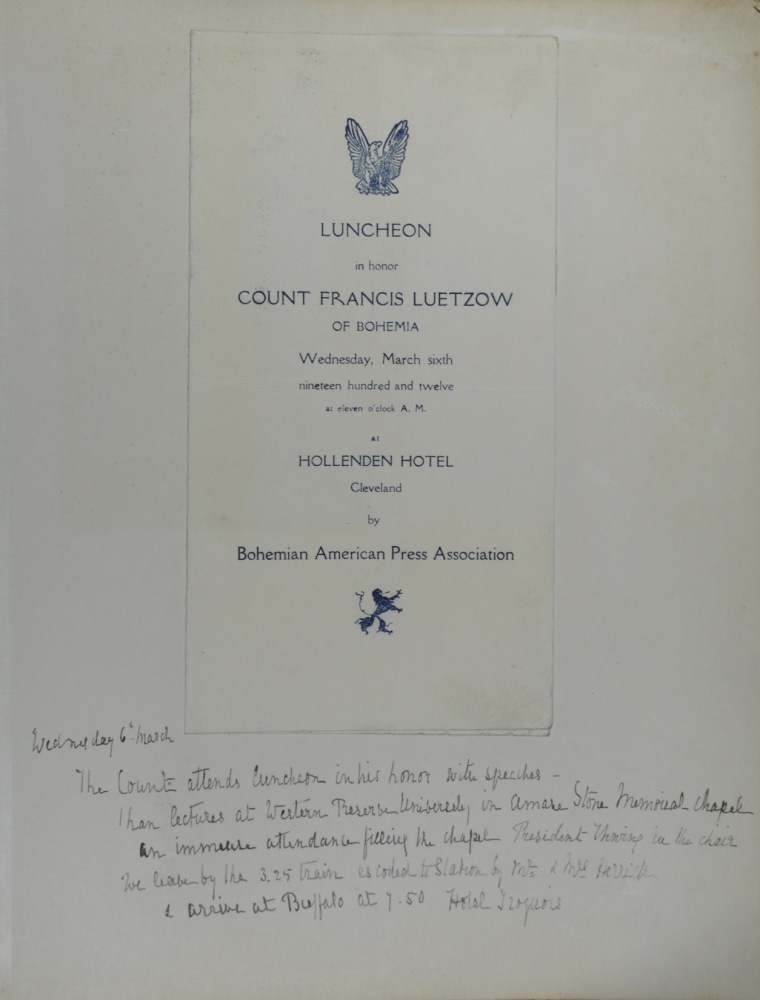 LUNCHEON
in honor
COUNT FRANCIS LUETZOW
OF BOHEMIA
Wednesday, March sixth
nineteen hundred and twelve
at eleven o'clock A. M.
at
HOLLENDEN HOTEL
Cleveland
by
Bohemian American Press Association
Wednesday 6th March
The Count attends luncheon in his honor with speeches -
Than lectures at Western Reserve University in Amasa Stone Memorial chapel
an immense attendance filling the chapel President Thwing in the chair
We leave by the 3.25 train escoded to Station by Mr & Mrs Herrick
& arrive at Buffalo at 7.50 Hotel Iroquois